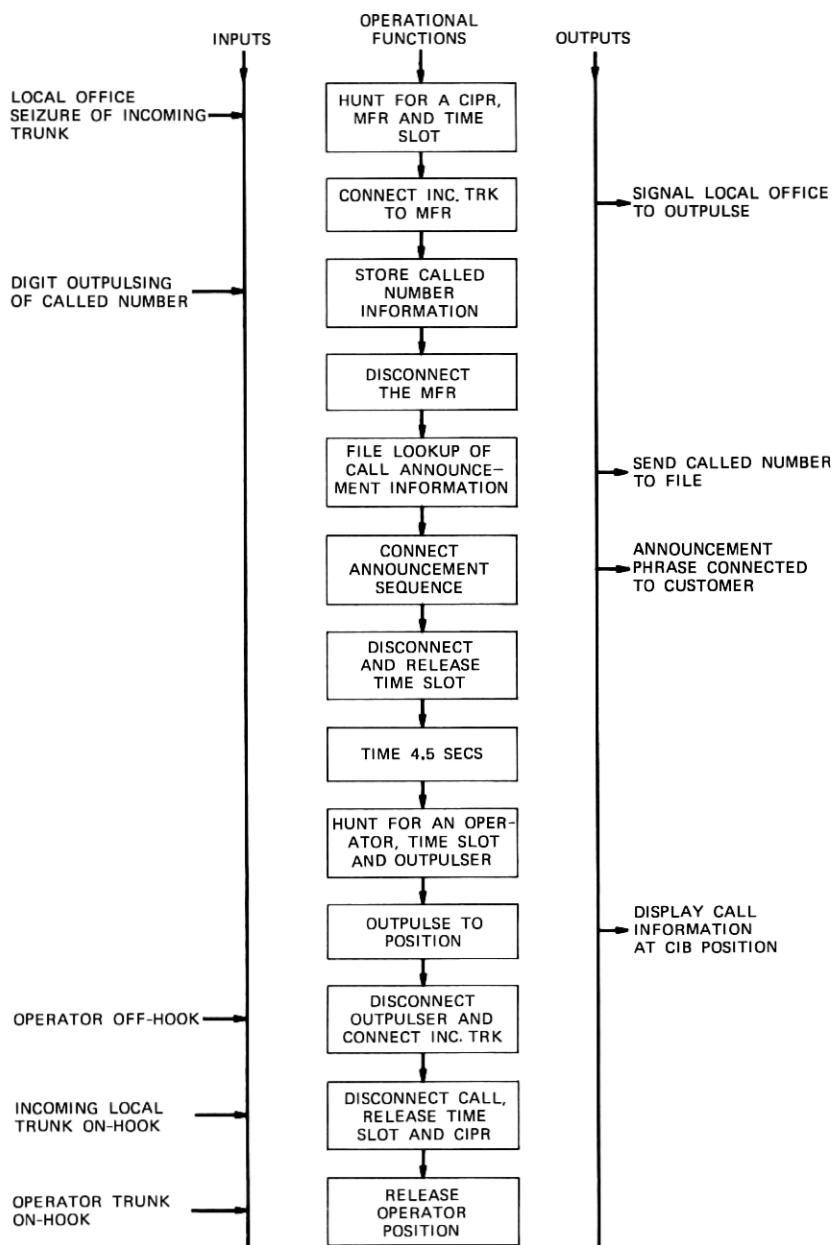 INPUTS
OPERATIONAL
FUNCTIONS
OUTPUTS
LOCAL OFFICE
SEIZURE OF INCOMING
TRUNK
HUNT FOR A CIPR,
MFR AND TIME
SLOT
CONNECT INC. TRK
TO MFR
SIGNAL LOCAL OFFICE
TO OUTPULSE
DIGIT OUTPULSING
OF CALLED NUMBER
STORE CALLED
NUMBER
INFORMATION
DISCONNECT
THE MFR
FILE LOOKUP OF
CALL ANNOUNCE-
MENT INFORMATION
SEND CALLED NUMBER
TO FILE
CONNECT
ANNOUNCEMENT
SEQUENCE
ANNOUNCEMENT
PHRASE CONNECTED
TO CUSTOMER
DISCONNECT
AND RELEASE
TIME SLOT
TIME 4.5 SECS
HUNT FOR AN OPER-
ATOR, TIME SLOT
AND OUTPULSER
OUTPULSE TO
POSITION
DISPLAY CALL
INFORMATION
AT CIB POSITION
OPERATOR OFF-HOOK
DISCONNECT
OUTPULSER AND
CONNECT INC. TRK
INCOMING LOCAL
TRUNK ON-HOOK
DISCONNECT CALL,
RELEASE TIME
SLOT AND CIPR
OPERATOR TRUNK
ON-HOOK
RELEASE
OPERATOR
POSITION